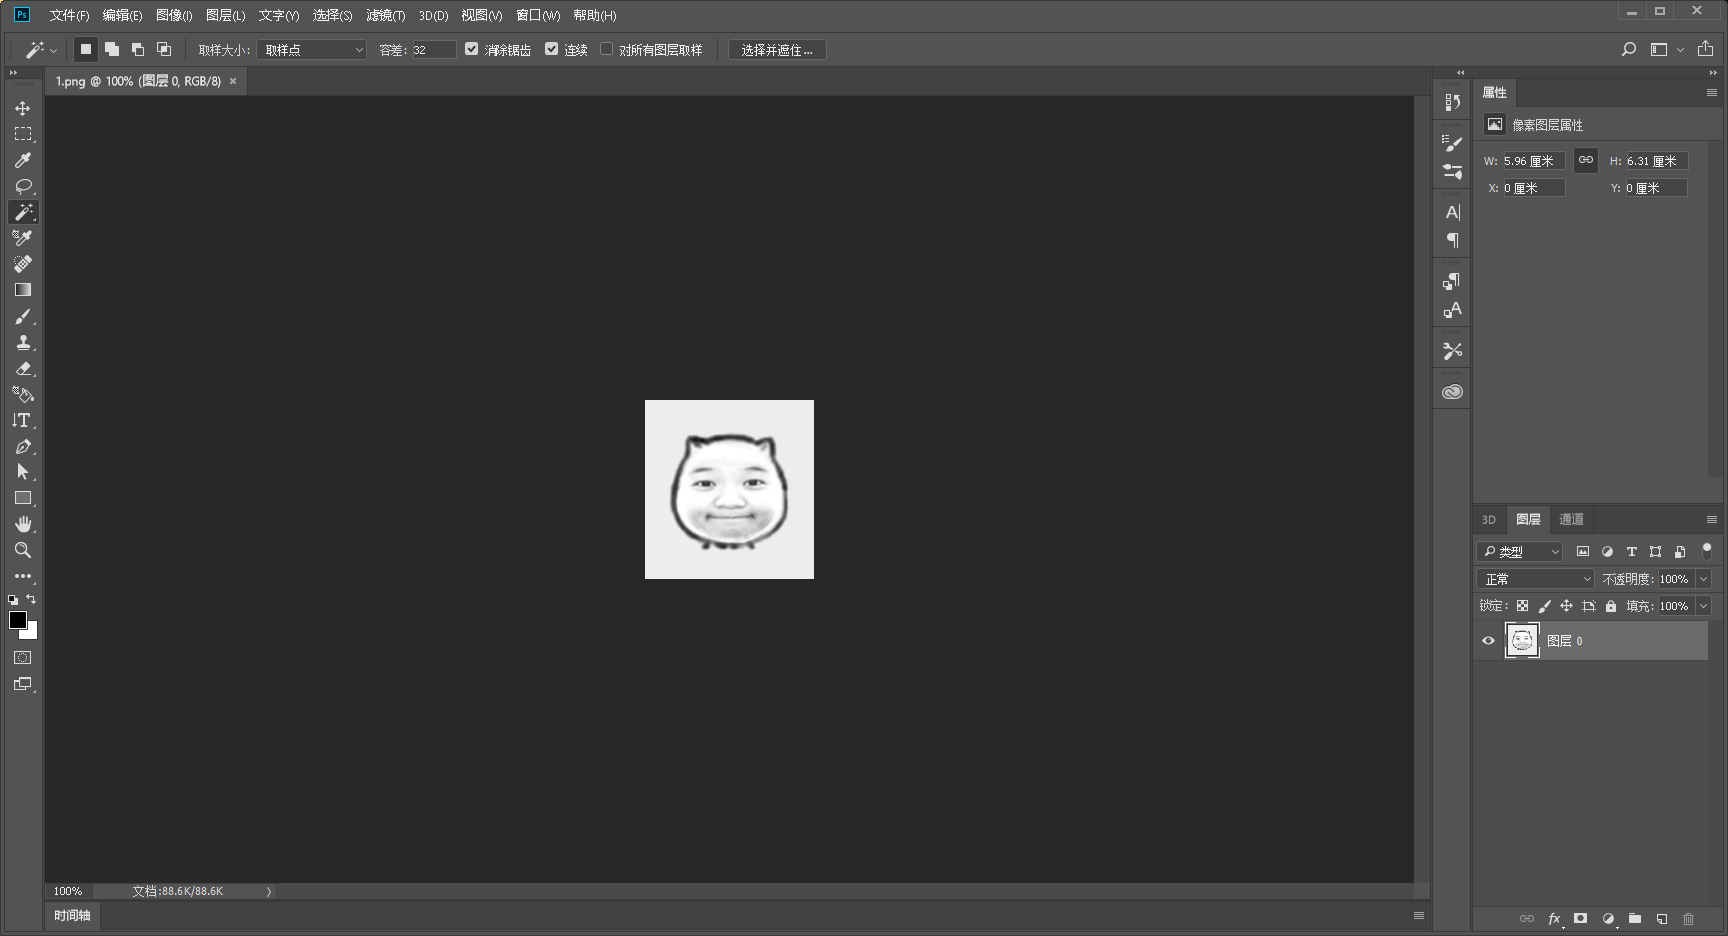 Ps 文件(F) 编辑(E) 图像(I) 图层(L) 文字(Y) 选择(S) 滤镜(T) 3D(D) 视图(V) 窗口(W) 帮助(H)
取样大小: 取样点 容差: 32 消除锯齿 连续 对所有图层取样 选择并遮住 ...
1.png @ 100% (图层 0, RGB/8) ×
属性
像素图层属性
W: 5.96 厘米 H: 6.31 厘米
X: 0 厘米 Y: 0 厘米
3D 图层 通道
类型
正常 不透明度: 100%
锁定: 填充: 100%
图层 0
100% 文档:88.6K/88.6K
时间轴
fx